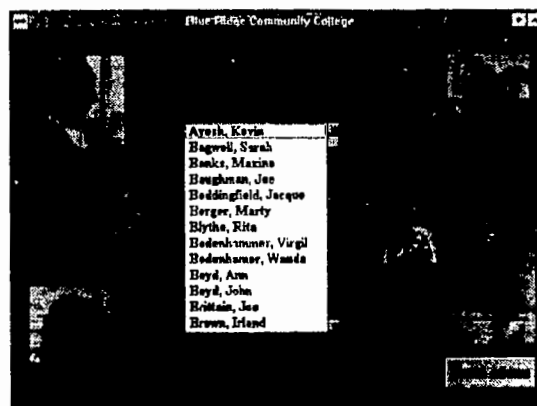 Blue Ridge Community College
Ayosh, Kevin
Bagwell, Sarah
Banks, Maxine
Baughman, Joe
Beddingfield, Jacque
Berger, Marty
Blythe, Rita
Bodenhammer, Virgil
Bodenhamer, Wanda
Boyd, Ann
Boyd, John
Brittain, Joe
Brown, Irland